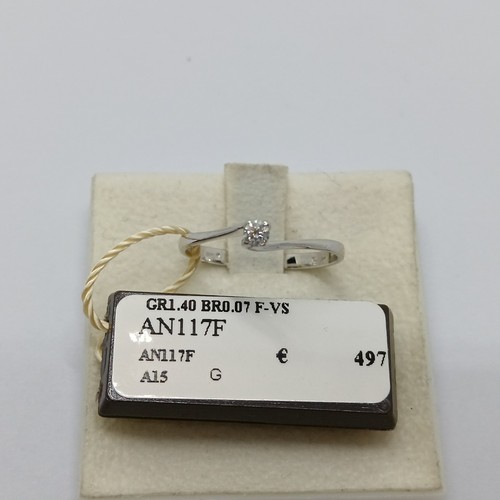 GR1.40 BR0.07 F-VS
AN117F
AN117F € 497
A15 G